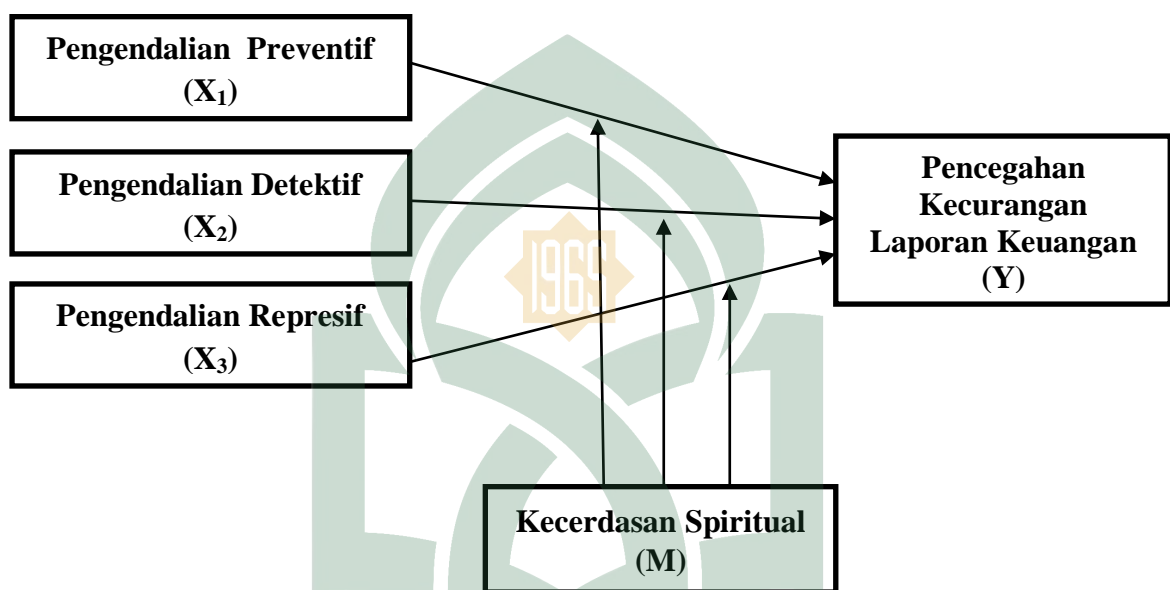 Pengendalian Preventif
(X₁)
Pengendalian Detektif
(X₂)
Pengendalian Represif
(X₃)
Pencegahan
Kecurangan
Laporan Keuangan
(Y)
1969
Kecerdasan Spiritual
(M)